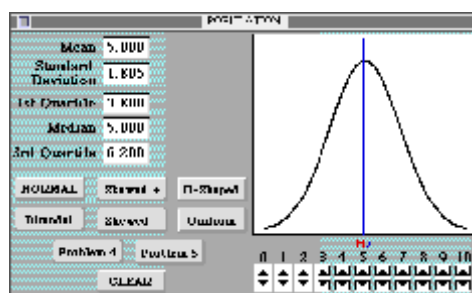 POPULATION
Mean 5.000
Standard Deviation 1.805
1st Quartile 3.800
Median 5.000
3rd Quartile 6.200
NORMAL Skewed + U-Shaped
Bimodal Skewed - Uniform
Problem 4 Problem 5
CLEAR
0 1 2 3 4 5 6 7 8 9 10